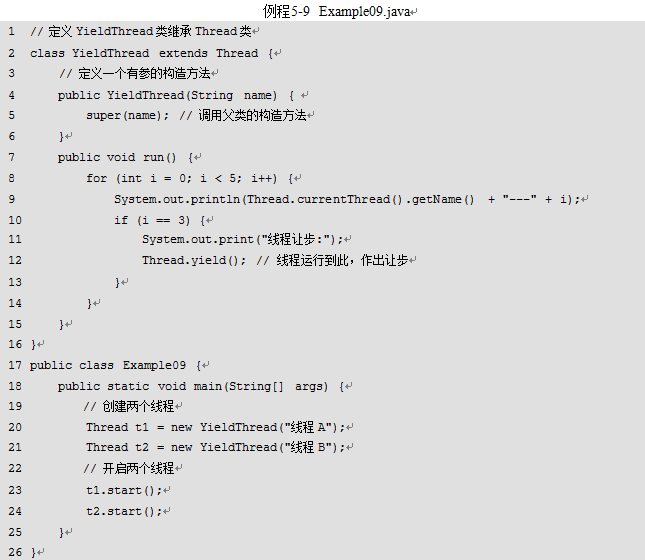 例程5-9 Example09.java↵
1 // 定义 YieldThread 类继承 Thread 类↵
2 class YieldThread extends Thread {↵
3 // 定义一个有参的构造方法↵
4 public YieldThread(String name) { ↵
5 super(name); // 调用父类的构造方法↵
6 }↵
7 public void run() {↵
8 for (int i = 0; i < 5; i++) {↵
9 System.out.println(Thread.currentThread().getName() + "---" + i);↵
10 if (i == 3) {↵
11 System.out.print("线程让步:");↵
12 Thread.yield(); // 线程运行到此，作出让步↵
13 }↵
14 }↵
15 }↵
16 }↵
17 public class Example09 {↵
18 public static void main(String[] args) {↵
19 // 创建两个线程↵
20 Thread t1 = new YieldThread("线程 A");↵
21 Thread t2 = new YieldThread("线程 B");↵
22 // 开启两个线程↵
23 t1.start();↵
24 t2.start();↵
25 }↵
26 }↵